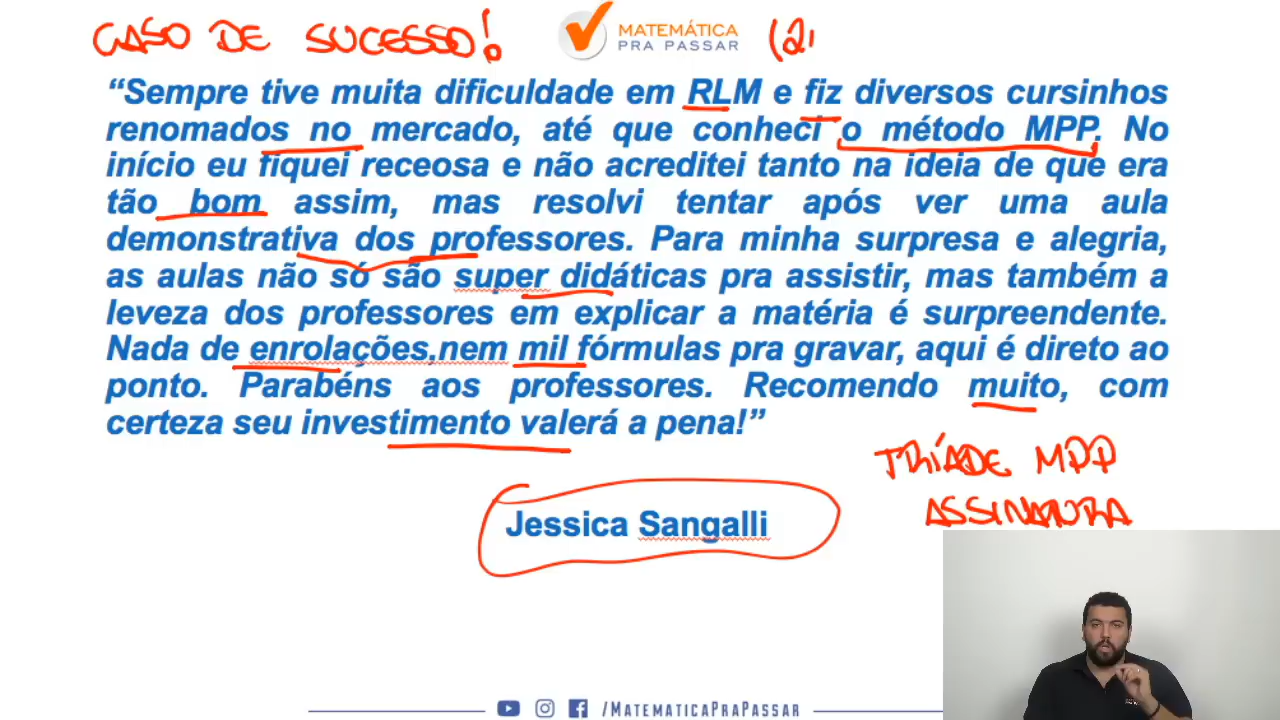 CASO DE SUCESSO!
MATEMÁTICA
PRA PASSAR
(21
“Sempre tive muita dificuldade em RLM e fiz diversos cursinhos
renomados no mercado, até que conheci o método MPP. No
início eu fiquei receosa e não acreditei tanto na ideia de que era
tão bom assim, mas resolvi tentar após ver uma aula
demonstrativa dos professores. Para minha surpresa e alegria,
as aulas não só são super didáticas pra assistir, mas também a
leveza dos professores em explicar a matéria é surpreendente.
Nada de enrolações,nem mil fórmulas pra gravar, aqui é direto ao
ponto. Parabéns aos professores. Recomendo muito, com
certeza seu investimento valerá a pena!”
TRÍADE MPP
ASSINATURA
Jessica Sangalli
/MATEMATICAPRAPASSAR